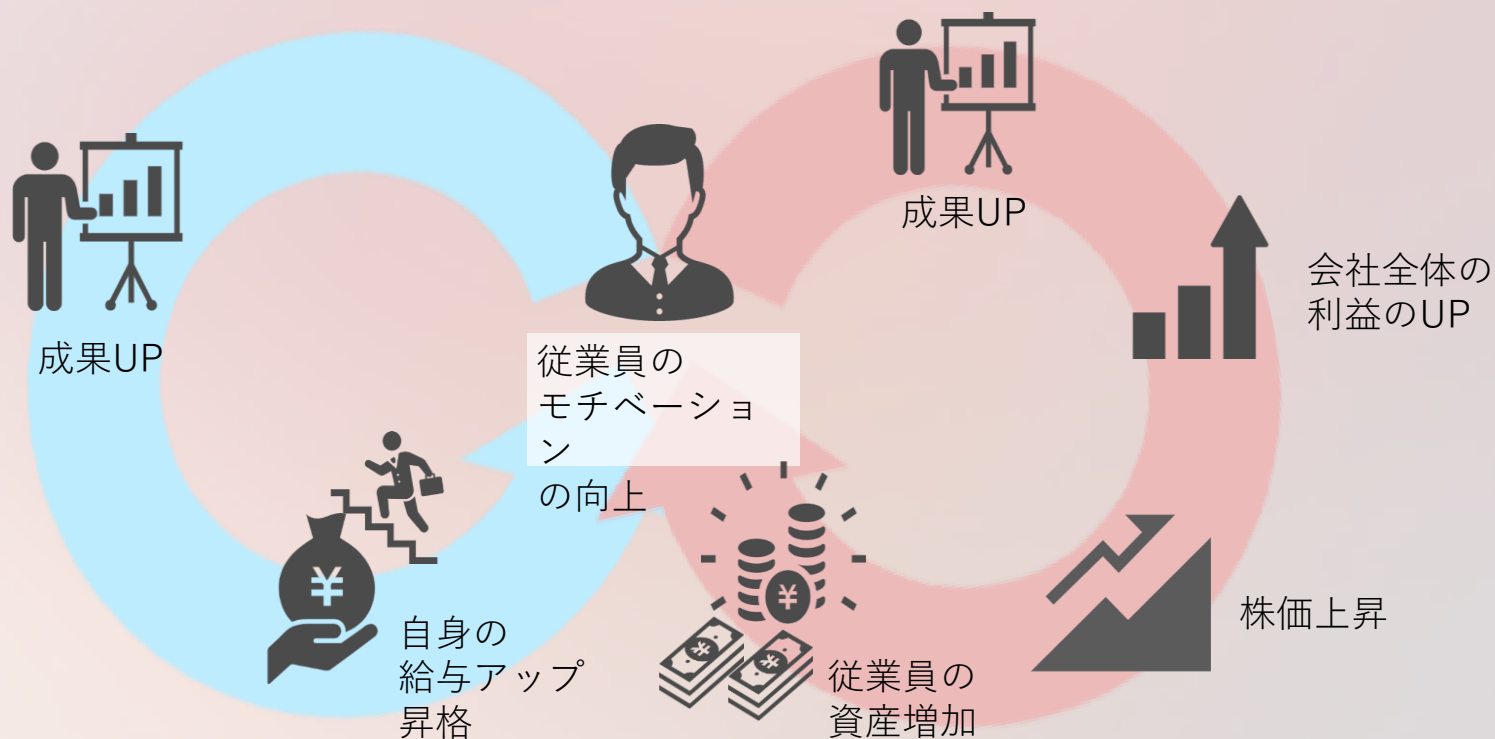 成果UP
成果UP
会社全体の
利益のUP
従業員の
モチベーショ
ン
の向上
自身の
給与アップ
昇格
¥
¥
¥
¥
従業員の
資産増加
株価上昇